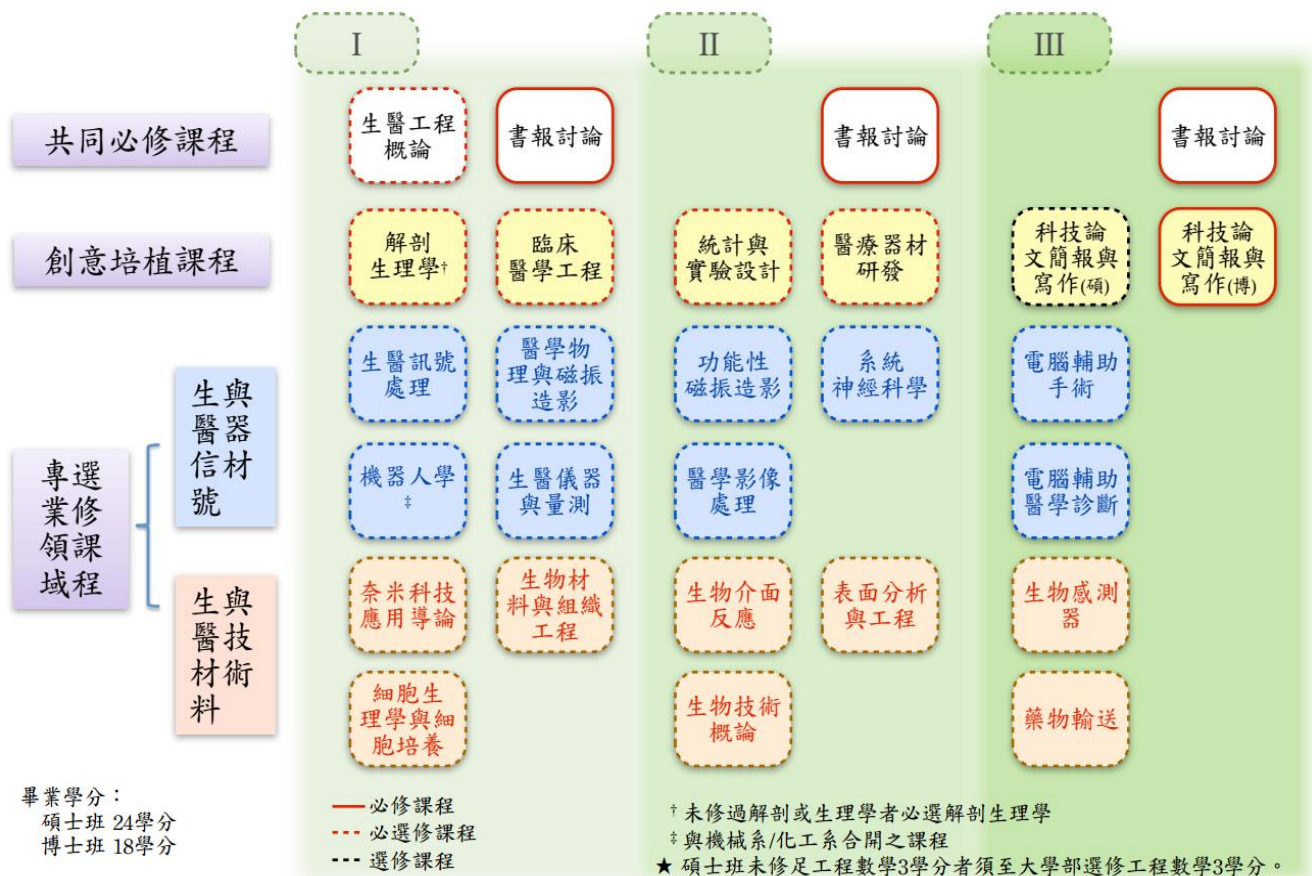 I
II
III
共同必修課程
生醫工程
概論
書報討論
書報討論
書報討論
創意培植課程
解剖
生理學†
臨床
醫學工程
統計與
實驗設計
醫療器材
研發
科技論
文簡報與
寫作(碩)
科技論
文簡報與
寫作(博)
專業領域
選修課程
生醫信號
與器材
生醫訊號
處理
醫學物
理與磁振
造影
功能性
磁振造影
系統
神經科學
電腦輔助
手術
機器人學
‡
生醫儀器
與量測
醫學影像
處理
電腦輔助
醫學診斷
生醫材料
與技術
奈米科技
應用導論
生物材
料與組織
工程
生物介面
反應
表面分析
與工程
生物感測
器
細胞生
理學與細
胞培養
生物技術
概論
藥物輸送
畢業學分：
碩士班 24學分
博士班 18學分
必修課程
必選修課程
選修課程
† 未修過解剖或生理學者必選解剖生理學
‡ 與機械系/化工系合開之課程
★ 碩士班未修足工程數學3學分者須至大學部選修工程數學3學分。